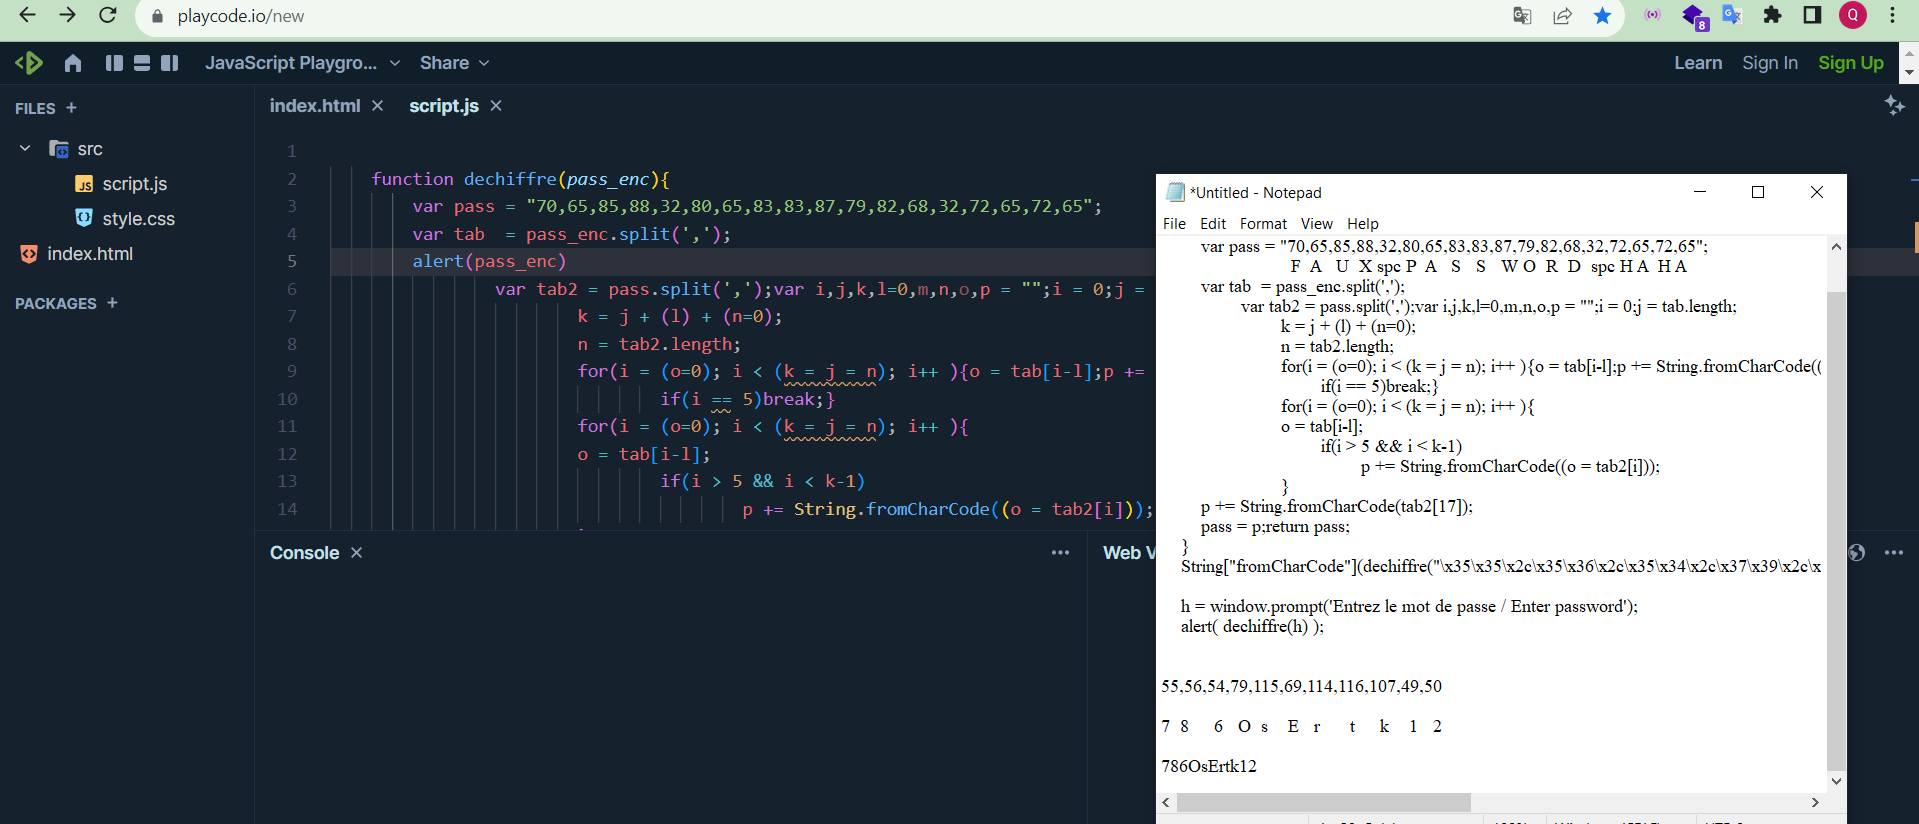 playcode.io/new
8
Q
JavaScript Playgro...
Share
Learn
Sign In
Sign Up
FILES +
src
JS script.js
style.css
index.html
PACKAGES +
index.html
script.js
1
2 function dechiffre(pass_enc){
3 var pass = "70,65,85,88,32,80,65,83,83,87,79,82,68,32,72,65,72,65";
4 var tab = pass_enc.split(',');
5 alert(pass_enc)
6 var tab2 = pass.split(',');var i,j,k,l=0,m,n,o,p = "";i = 0;j =
7 k = j + (l) + (n=0);
8 n = tab2.length;
9 for(i = (o=0); i < (k = j = n); i++ ){o = tab[i-l];p +=
10 if(i == 5)break;}
11 for(i = (o=0); i < (k = j = n); i++ ){
12 o = tab[i-l];
13 if(i > 5 && i < k-1)
14 p += String.fromCharCode((o = tab2[i]));
Console
Web V
*Untitled - Notepad
File Edit Format View Help
var pass = "70,65,85,88,32,80,65,83,83,87,79,82,68,32,72,65,72,65";
F A U X spc P A S S W O R D spc H A H A
var tab = pass_enc.split(',');
var tab2 = pass.split(',');var i,j,k,l=0,m,n,o,p = "";i = 0;j = tab.length;
k = j + (l) + (n=0);
n = tab2.length;
for(i = (o=0); i < (k = j = n); i++ ){o = tab[i-l];p += String.fromCharCode((
if(i == 5)break;}
for(i = (o=0); i < (k = j = n); i++ ){
o = tab[i-l];
if(i > 5 && i < k-1)
p += String.fromCharCode((o = tab2[i]));
}
p += String.fromCharCode(tab2[17]);
pass = p;return pass;
}
String["fromCharCode"](dechiffre("\x35\x35\x2c\x35\x36\x2c\x35\x34\x2c\x37\x39\x2c\x
h = window.prompt('Entrez le mot de passe / Enter password');
alert( dechiffre(h) );
55,56,54,79,115,69,114,116,107,49,50
7 8 6 O s E r t k 1 2
786OsErtk12